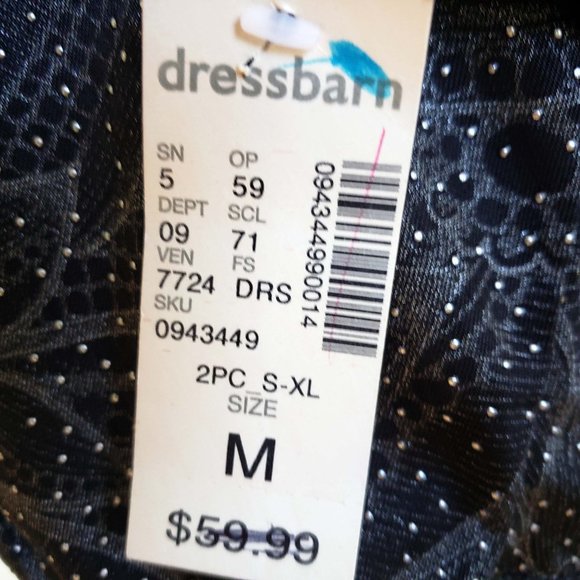 dressbarn
SN OP
5 59
DEPT SCL
09 71
VEN FS
7724 DRS
SKU
0943449
094344990014
2PC_S-XL
SIZE
M
$59.99